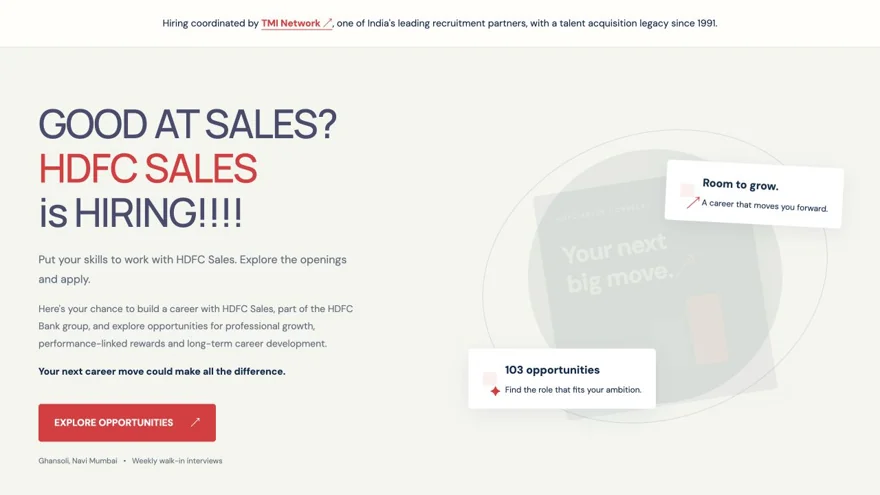 Hiring coordinated by TMI Network ↗, one of India's leading recruitment partners, with a talent acquisition legacy since 1991.
GOOD AT SALES?
HDFC SALES
is HIRING!!!!
Put your skills to work with HDFC Sales. Explore the openings
and apply.
Here's your chance to build a career with HDFC Sales, part of the HDFC
Bank group, and explore opportunities for professional growth,
performance-linked rewards and long-term career development.
Your next career move could make all the difference.
EXPLORE OPPORTUNITIES ↗
Ghansoli, Navi Mumbai • Weekly walk-in interviews
Room to grow.
A career that moves you forward.
Your next
big move.
103 opportunities
Find the role that fits your ambition.